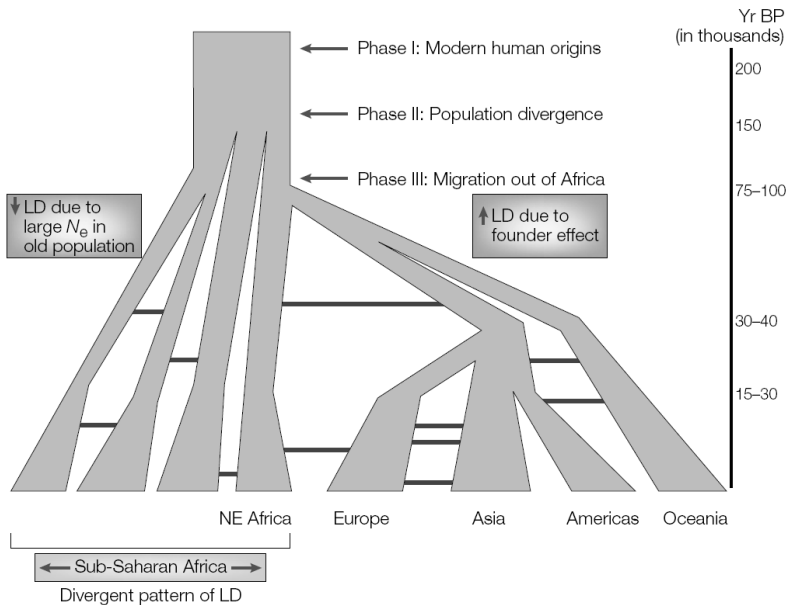 Yr BP
(in thousands)
Phase I: Modern human origins
200
Phase II: Population divergence
150
Phase III: Migration out of Africa
75–100
LD due to
large Ne in
old population
LD due to
founder effect
30–40
15–30
NE Africa
Europe
Asia
Americas
Oceania
Sub-Saharan Africa
Divergent pattern of LD